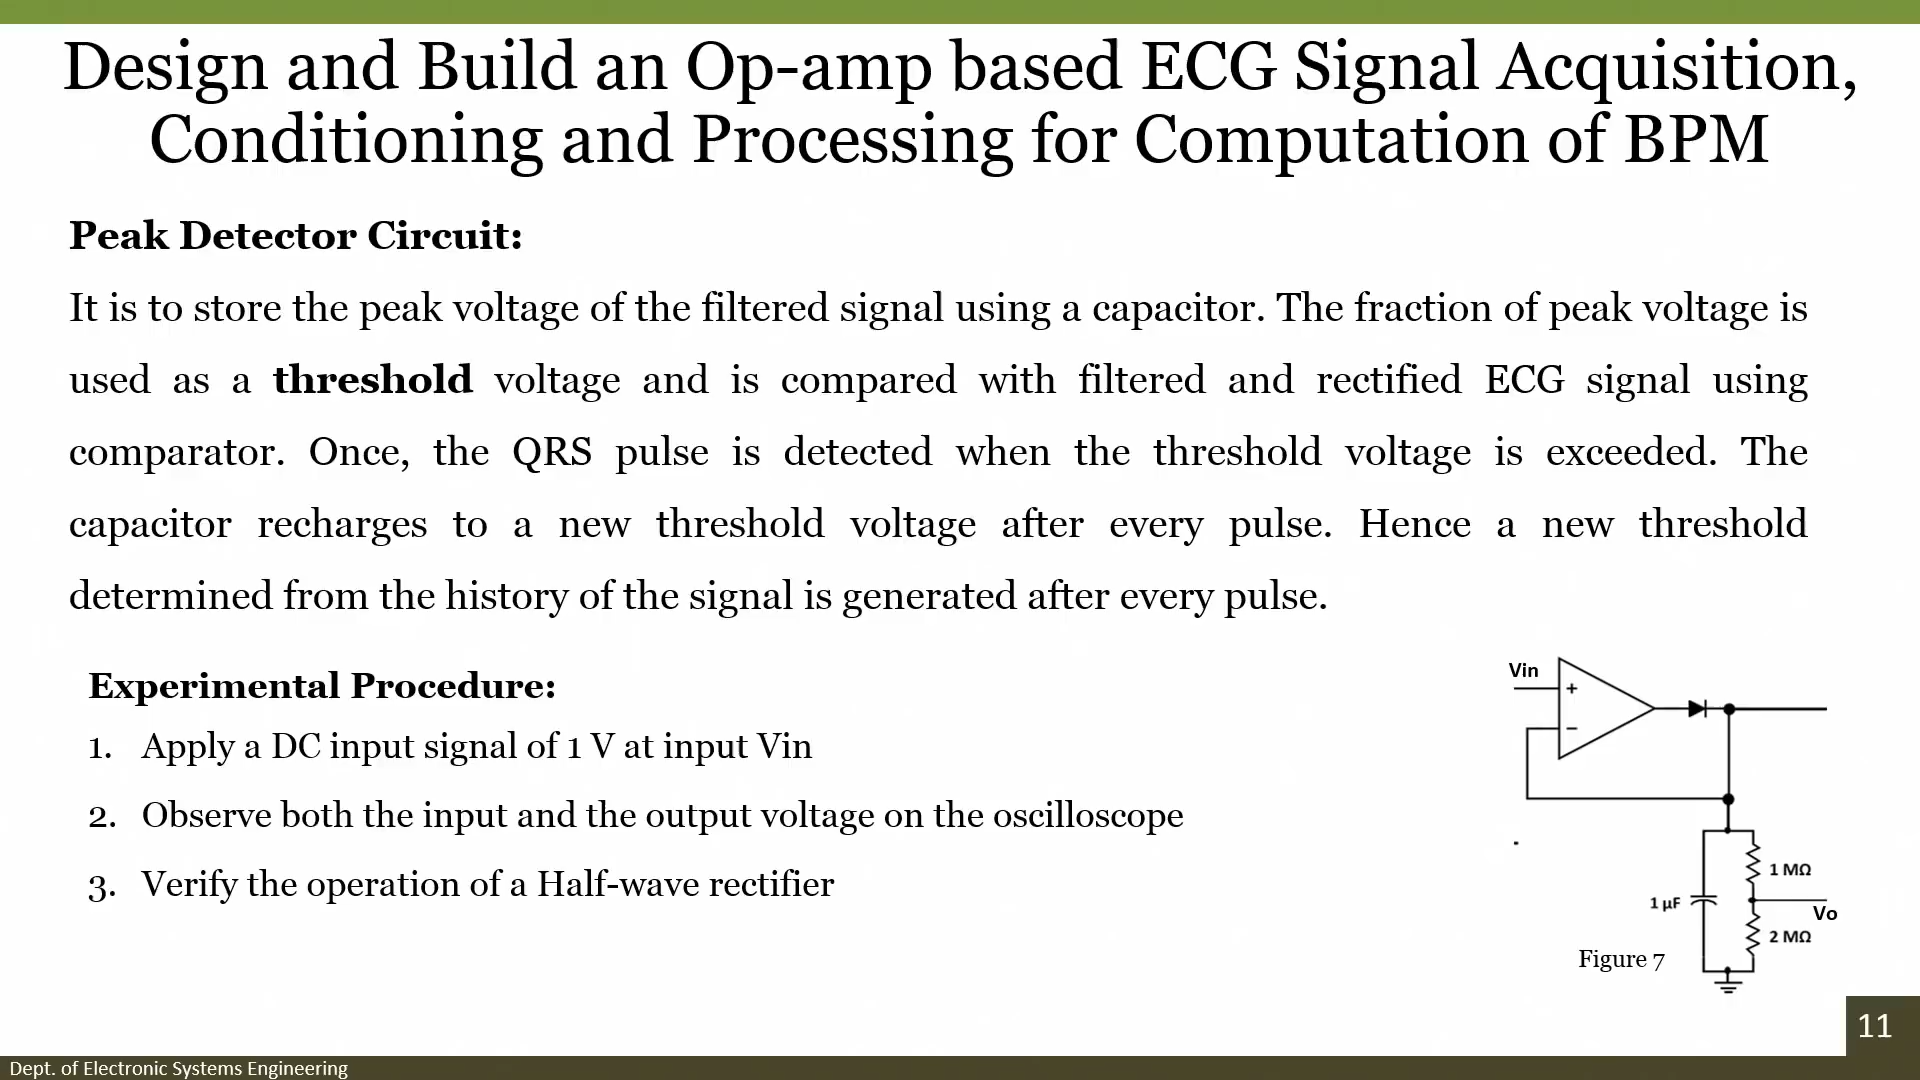 Design and Build an Op-amp based ECG Signal Acquisition,
Conditioning and Processing for Computation of BPM
Peak Detector Circuit:
It is to store the peak voltage of the filtered signal using a capacitor. The fraction of peak voltage is
used as a threshold voltage and is compared with filtered and rectified ECG signal using
comparator. Once, the QRS pulse is detected when the threshold voltage is exceeded. The
capacitor recharges to a new threshold voltage after every pulse. Hence a new threshold
determined from the history of the signal is generated after every pulse.
Experimental Procedure:
1. Apply a DC input signal of 1 V at input Vin
2. Observe both the input and the output voltage on the oscilloscope
3. Verify the operation of a Half-wave rectifier
Vin
+
−
1 MΩ
1 µF
Vo
2 MΩ
Figure 7
11
Dept. of Electronic Systems Engineering